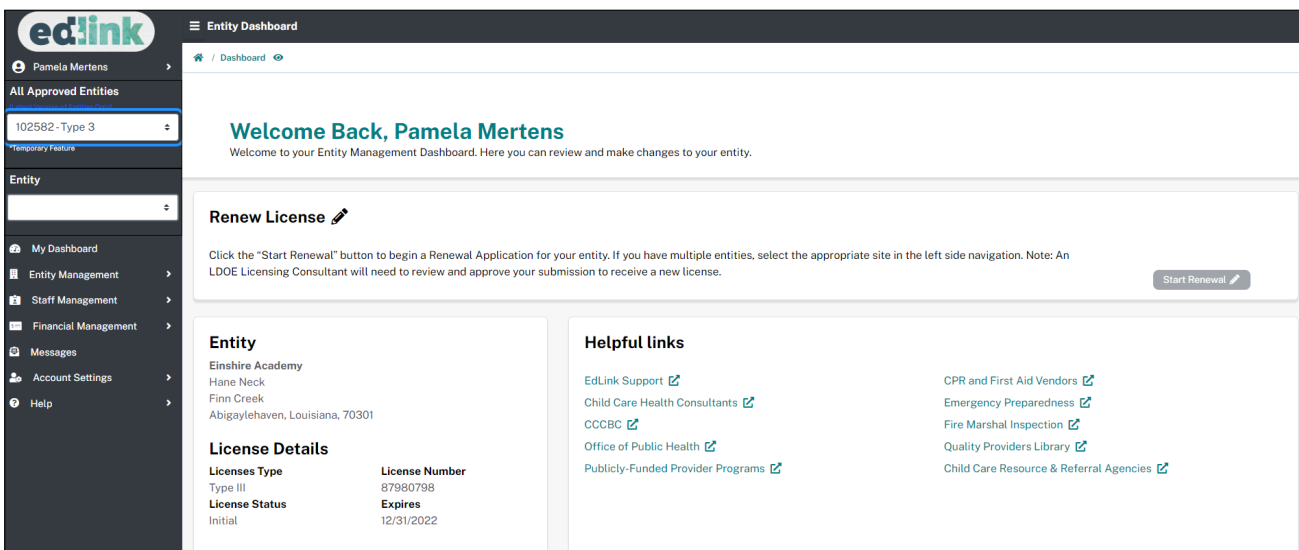 ed:link
Entity Dashboard
Pamela Mertens
/ Dashboard
All Approved Entities
102582 - Type 3
*Temporary Feature
Entity
My Dashboard
Entity Management
Staff Management
Financial Management
Messages
Account Settings
Help
Welcome Back, Pamela Mertens
Welcome to your Entity Management Dashboard. Here you can review and make changes to your entity.
Renew License
Click the “Start Renewal” button to begin a Renewal Application for your entity. If you have multiple entities, select the appropriate site in the left side navigation. Note: An
LDOE Licensing Consultant will need to review and approve your submission to receive a new license.
Start Renewal
Entity
Einshire Academy
Hane Neck
Finn Creek
Abigaylehaven, Louisiana, 70301
License Details
Licenses Type License Number
Type III 87980798
License Status Expires
Initial 12/31/2022
Helpful links
EdLink Support
Child Care Health Consultants
CCCBC
Office of Public Health
Publicly-Funded Provider Programs
CPR and First Aid Vendors
Emergency Preparedness
Fire Marshal Inspection
Quality Providers Library
Child Care Resource & Referral Agencies